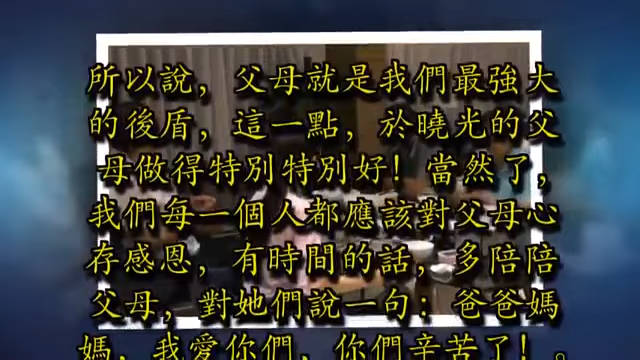 所以說，父母就是我們最強大
的後盾，這一點，於曉光的父
母做得特別特別好！當然了，
我們每一個人都應該對父母心
存感恩，有時間的話，多陪陪
父母，對她們說一句：爸爸媽
媽，我愛你們，你們辛苦了！。